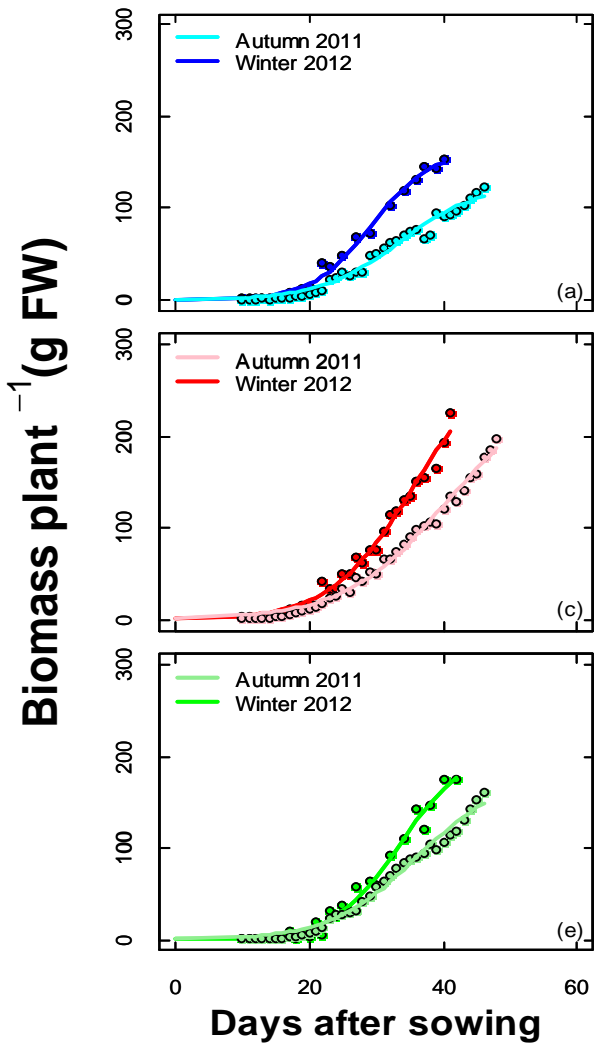 300
200
100
0
Autumn 2011
Winter 2012
(a)
300
200
100
0
Autumn 2011
Winter 2012
(c)
300
200
100
0
Autumn 2011
Winter 2012
(e)
Biomass plant ⁻¹(g FW)
0 20 40 60
Days after sowing